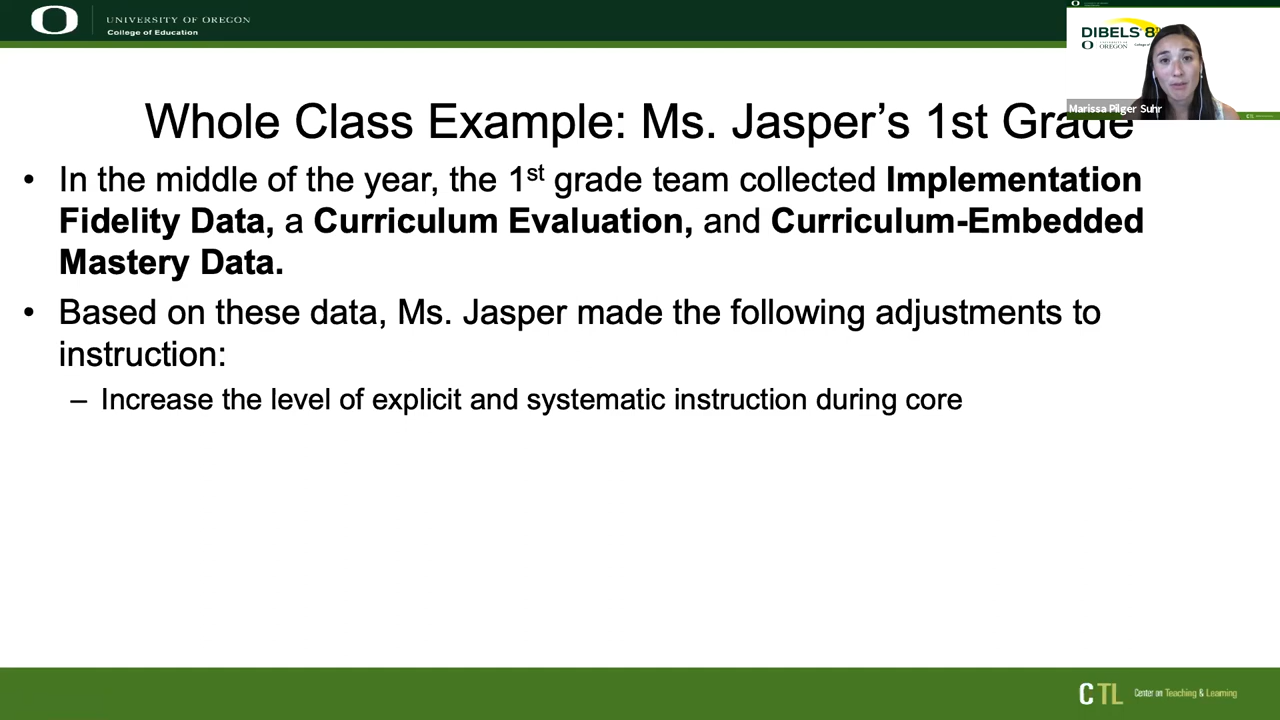 UNIVERSITY OF OREGON
College of Education
DIBELS 8
OREGON
Marissa Pilger Suhr
Whole Class Example: Ms. Jasper's 1st Grade
• In the middle of the year, the 1st grade team collected Implementation
Fidelity Data, a Curriculum Evaluation, and Curriculum-Embedded
Mastery Data.
• Based on these data, Ms. Jasper made the following adjustments to
instruction:
– Increase the level of explicit and systematic instruction during core
CTL Center on Teaching & Learning